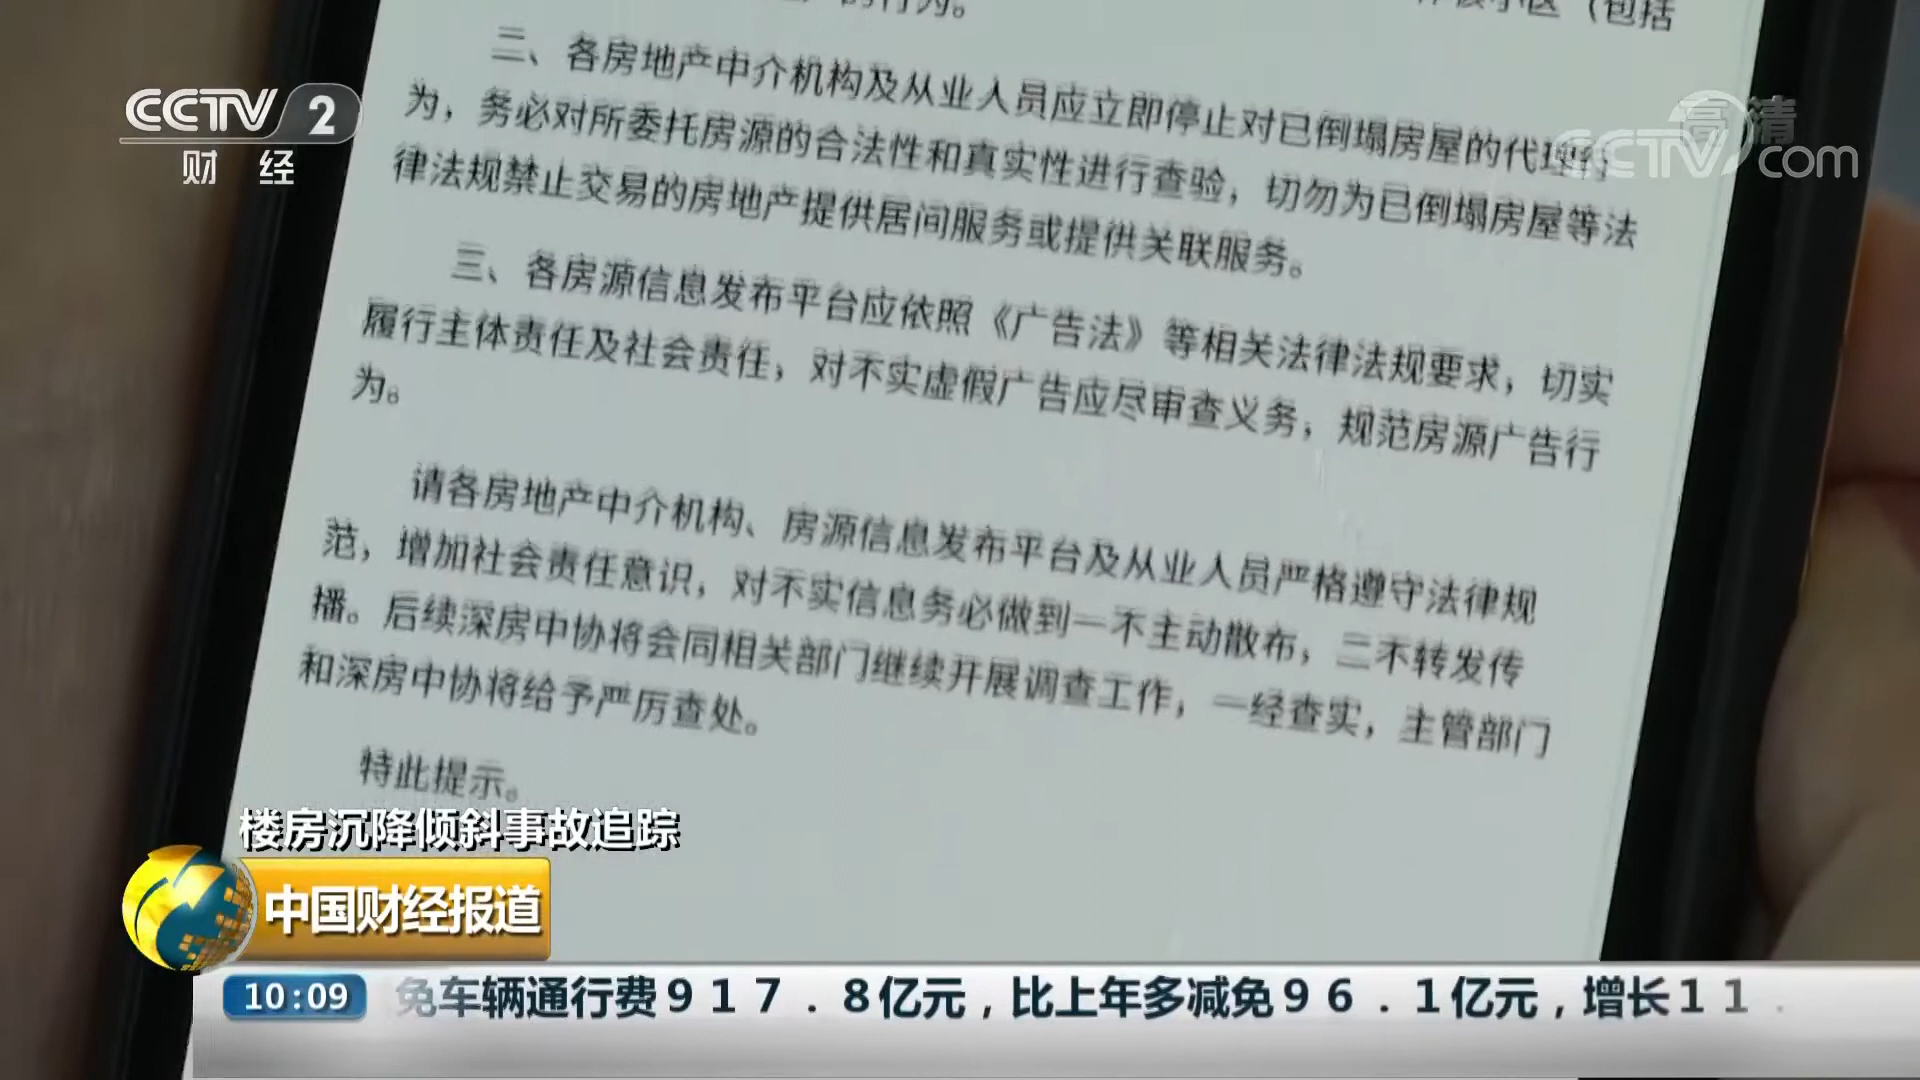 的行为。
小区（包括
二、各房地产中介机构及从业人员应立即停止对已倒塌房屋的代理行
为，务必对所委托房源的合法性和真实性进行查验，切勿为已倒塌房屋等法
律法规禁止交易的房地产提供居间服务或提供关联服务。
三、各房源信息发布平台应依照《广告法》等相关法律法规要求，切实
履行主体责任及社会责任，对不实虚假广告应尽审查义务，规范房源广告行
为。
请各房地产中介机构、房源信息发布平台及从业人员严格遵守法律规
范，增加社会责任意识，对不实信息务必做到一不主动散布，二不转发传
播。后续深房中协将会同相关部门继续开展调查工作，一经查实，主管部门
和深房中协将给予严厉查处。
特此提示。
CCTV 2
财 经
高清
CCTV com
楼房沉降倾斜事故追踪
中国财经报道
10:09 免车辆通行费917.8亿元，比上年多减免96.1亿元，增长11.